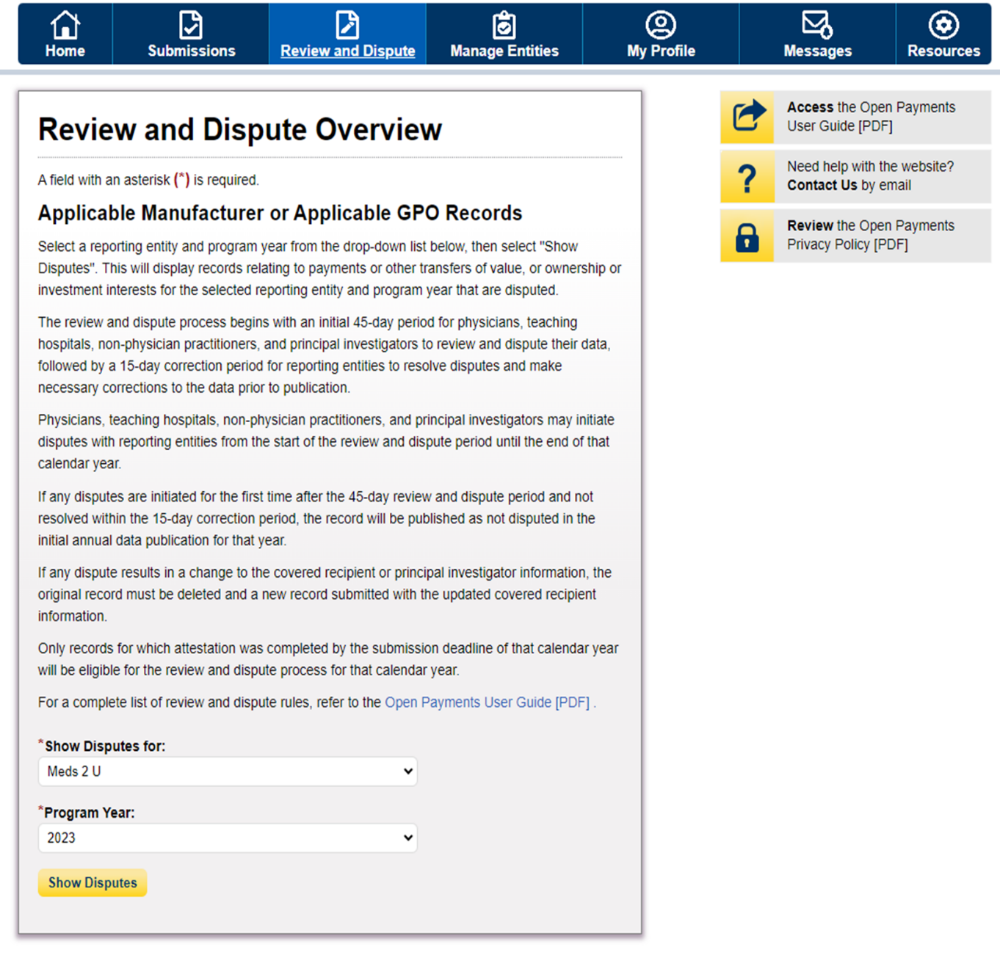 Home
Submissions
Review and Dispute
Manage Entities
My Profile
Messages
Resources
Review and Dispute Overview
A field with an asterisk (*) is required.
Applicable Manufacturer or Applicable GPO Records
Select a reporting entity and program year from the drop-down list below, then select "Show
Disputes". This will display records relating to payments or other transfers of value, or ownership or
investment interests for the selected reporting entity and program year that are disputed.
The review and dispute process begins with an initial 45-day period for physicians, teaching
hospitals, non-physician practitioners, and principal investigators to review and dispute their data,
followed by a 15-day correction period for reporting entities to resolve disputes and make
necessary corrections to the data prior to publication.
Physicians, teaching hospitals, non-physician practitioners, and principal investigators may initiate
disputes with reporting entities from the start of the review and dispute period until the end of that
calendar year.
If any disputes are initiated for the first time after the 45-day review and dispute period and not
resolved within the 15-day correction period, the record will be published as not disputed in the
initial annual data publication for that year.
If any dispute results in a change to the covered recipient or principal investigator information, the
original record must be deleted and a new record submitted with the updated covered recipient
information.
Only records for which attestation was completed by the submission deadline of that calendar year
will be eligible for the review and dispute process for that calendar year.
For a complete list of review and dispute rules, refer to the Open Payments User Guide [PDF] .
*Show Disputes for:
Meds 2 U
*Program Year:
2023
Show Disputes
Access the Open Payments
User Guide [PDF]
?
Need help with the website?
Contact Us by email
Review the Open Payments
Privacy Policy [PDF]